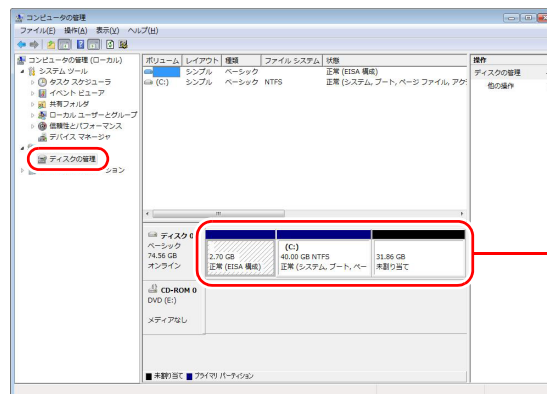 コンピュータの管理
ファイル(F) 操作(A) 表示(V) ヘルプ(H)
コンピュータの管理 (ローカル)
システム ツール
タスク スケジューラ
イベント ビューア
共有フォルダ
ローカル ユーザーとグループ
信頼性とパフォーマンス
デバイス マネージャ
ディスクの管理
ション
ボリューム レイアウト 種類 ファイル システム 状態
シンプル ベーシック 正常 (EISA 構成)
(C:) シンプル ベーシック NTFS 正常 (システム, ブート, ページ ファイル, アク
操作
ディスクの管理
他の操作
ディスク 0
ベーシック
74.56 GB
オンライン
2.70 GB
正常 (EISA 構成)
(C:)
40.00 GB NTFS
正常 (システム, ブート, ペー
31.86 GB
未割り当て
CD-ROM 0
DVD (E:)
メディアなし
未割り当て プライマリ パーティション